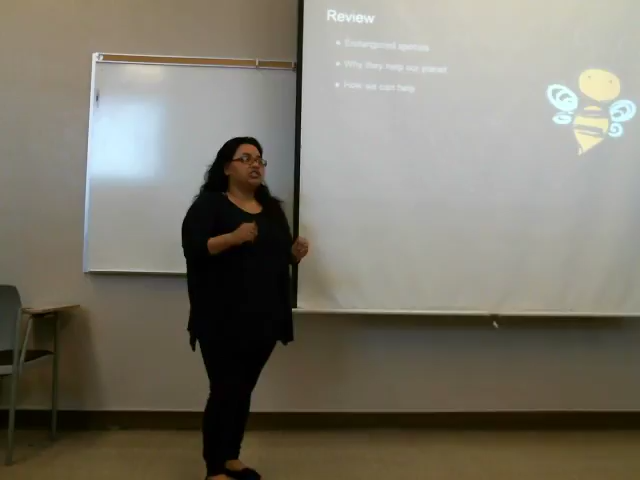 Review
Endangered species
Why they help our planet
How we can help